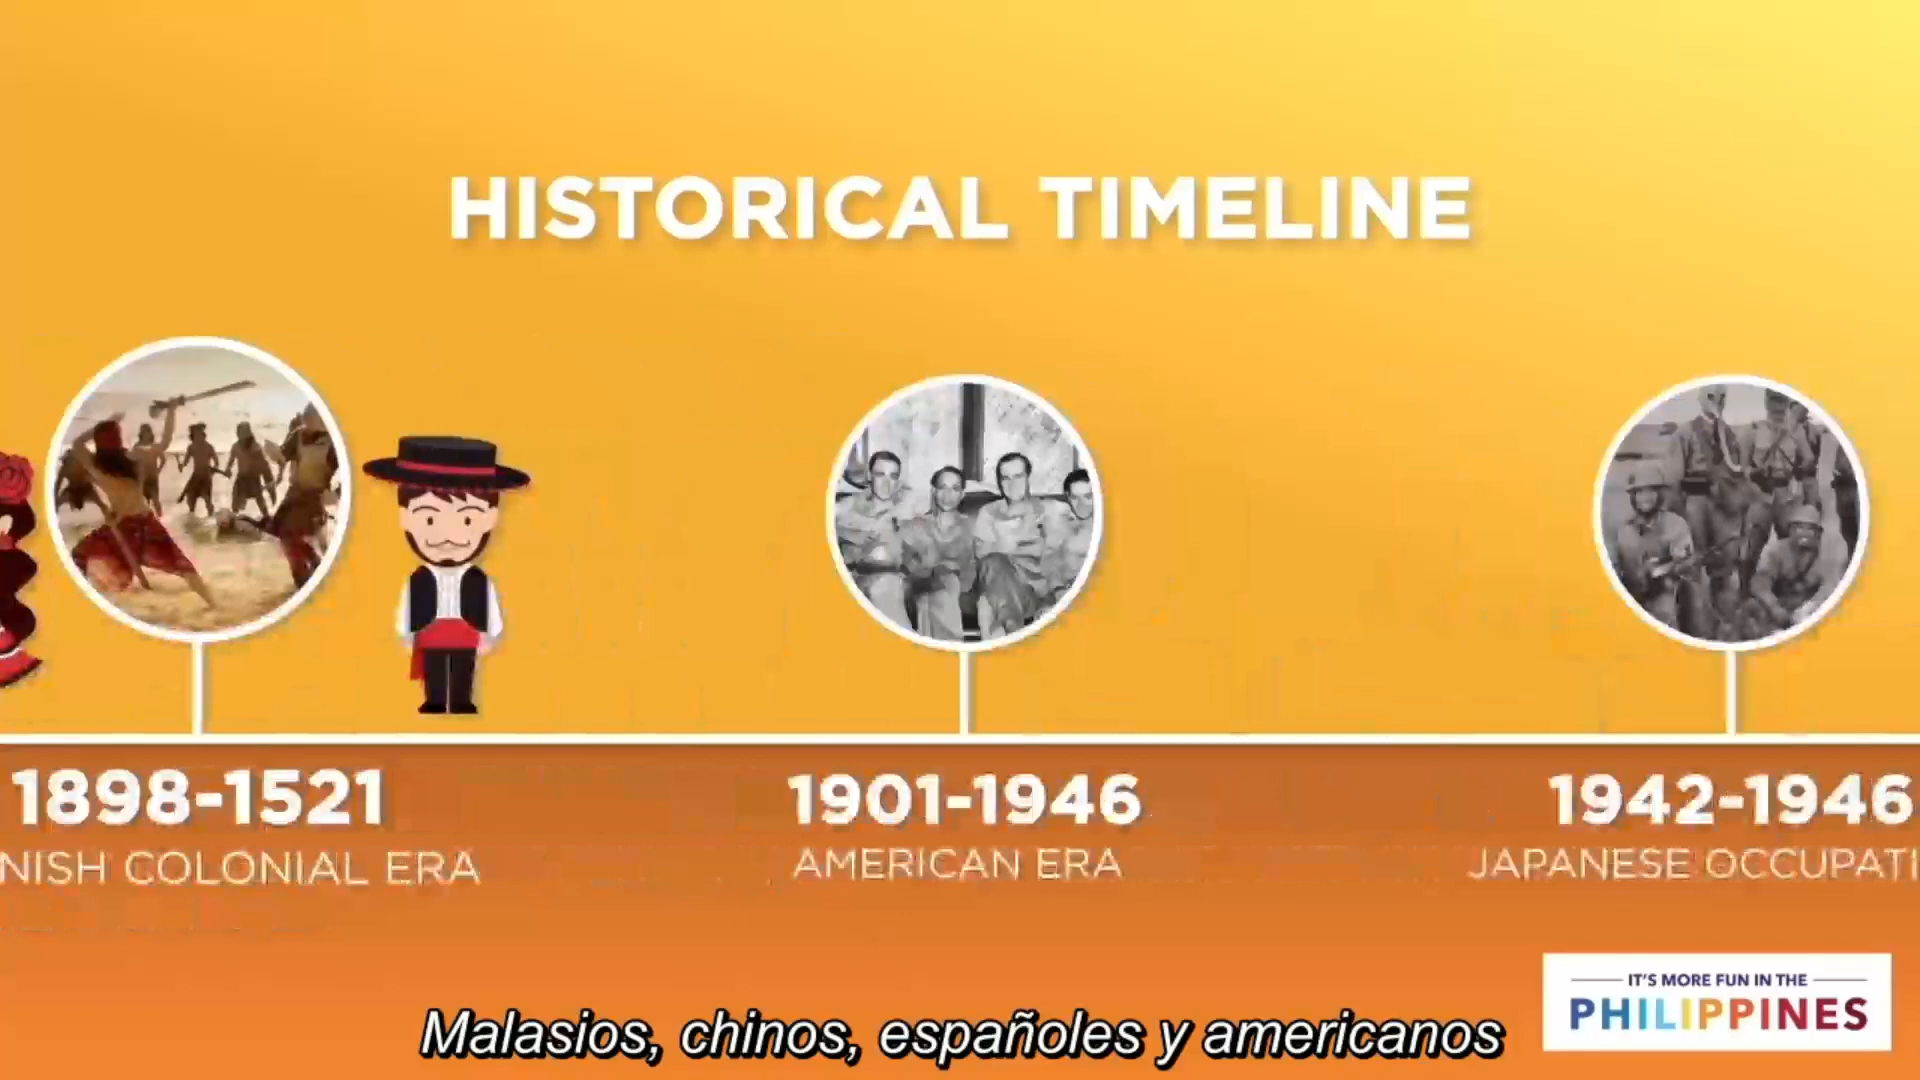 HISTORICAL TIMELINE
1898-1521
NISH COLONIAL ERA
1901-1946
AMERICAN ERA
1942-1946
JAPANESE OCCUPATI
IT'S MORE FUN IN THE
PHILIPPINES
Malasios, chinos, españoles y americanos